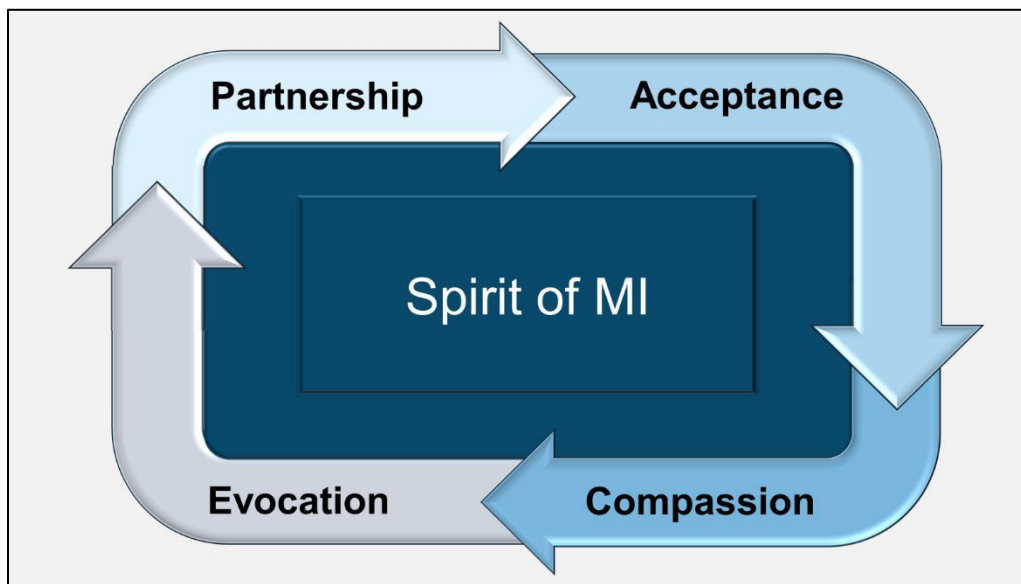 Partnership
Acceptance
Spirit of MI
Evocation
Compassion